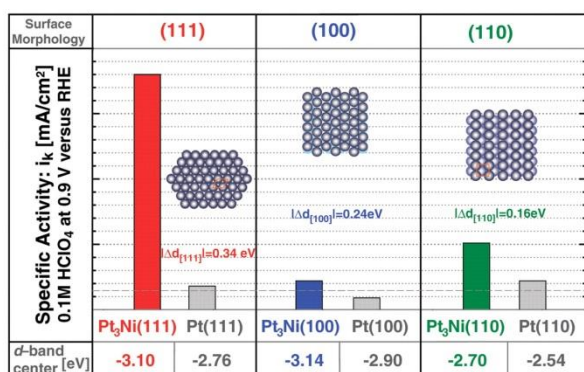 Surface Morphology
(111)
(100)
(110)
Specific Activity: iₖ [mA/cm²]
0.1M HClO₄ at 0.9 V versus RHE
|Δd[111]|=0.34 eV
|Δd[100]|=0.24eV
|Δd[110]|=0.16eV
Pt₃Ni(111) Pt(111) Pt₃Ni(100) Pt(100) Pt₃Ni(110) Pt(110)
d-band center [eV]
-3.10 -2.76 -3.14 -2.90 -2.70 -2.54